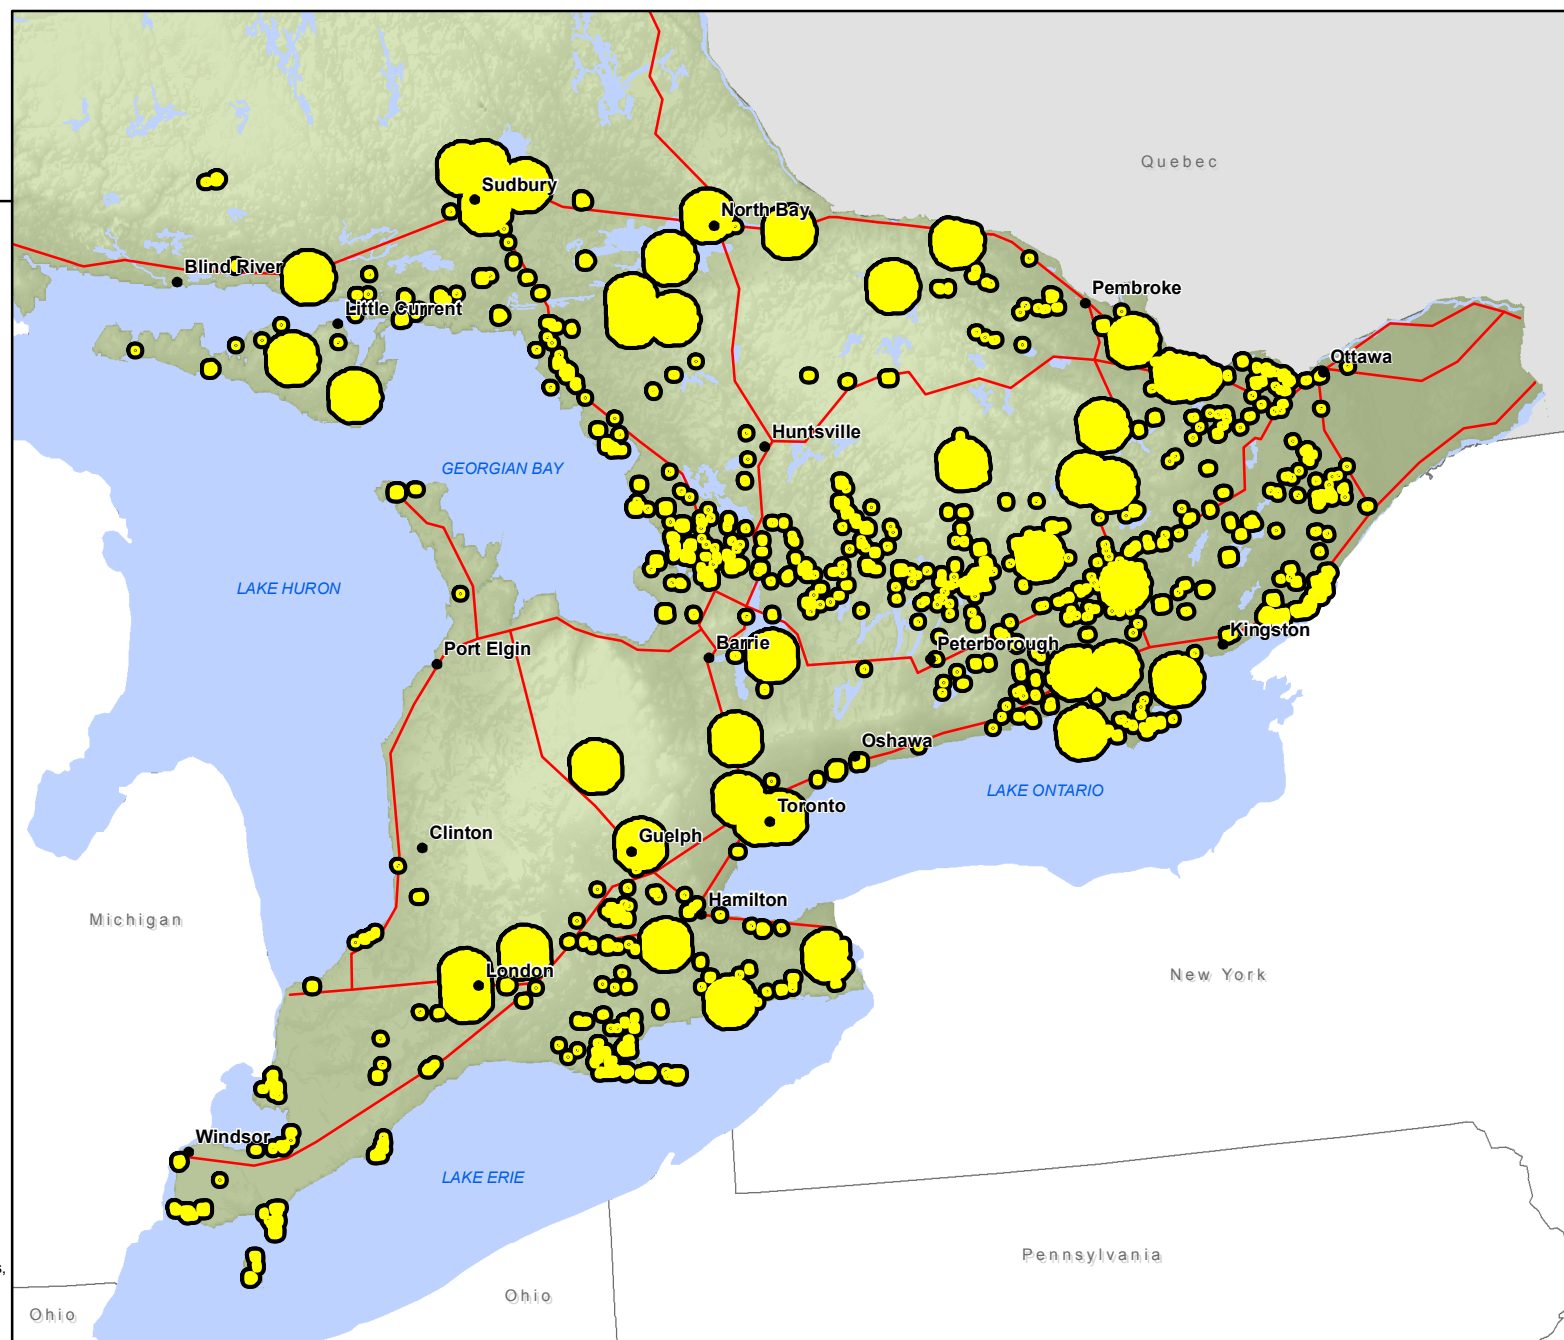 Quebec
Sudbury
North Bay
Blind River
Pembroke
Little Current
Ottawa
Huntsville
GEORGIAN BAY
LAKE HURON
Kingston
Barrie
Peterborough
Port Elgin
Oshawa
LAKE ONTARIO
Toronto
Clinton
Guelph
Hamilton
Michigan
London
New York
Windsor
LAKE ERIE
Pennsylvania
Ohio
Ohio